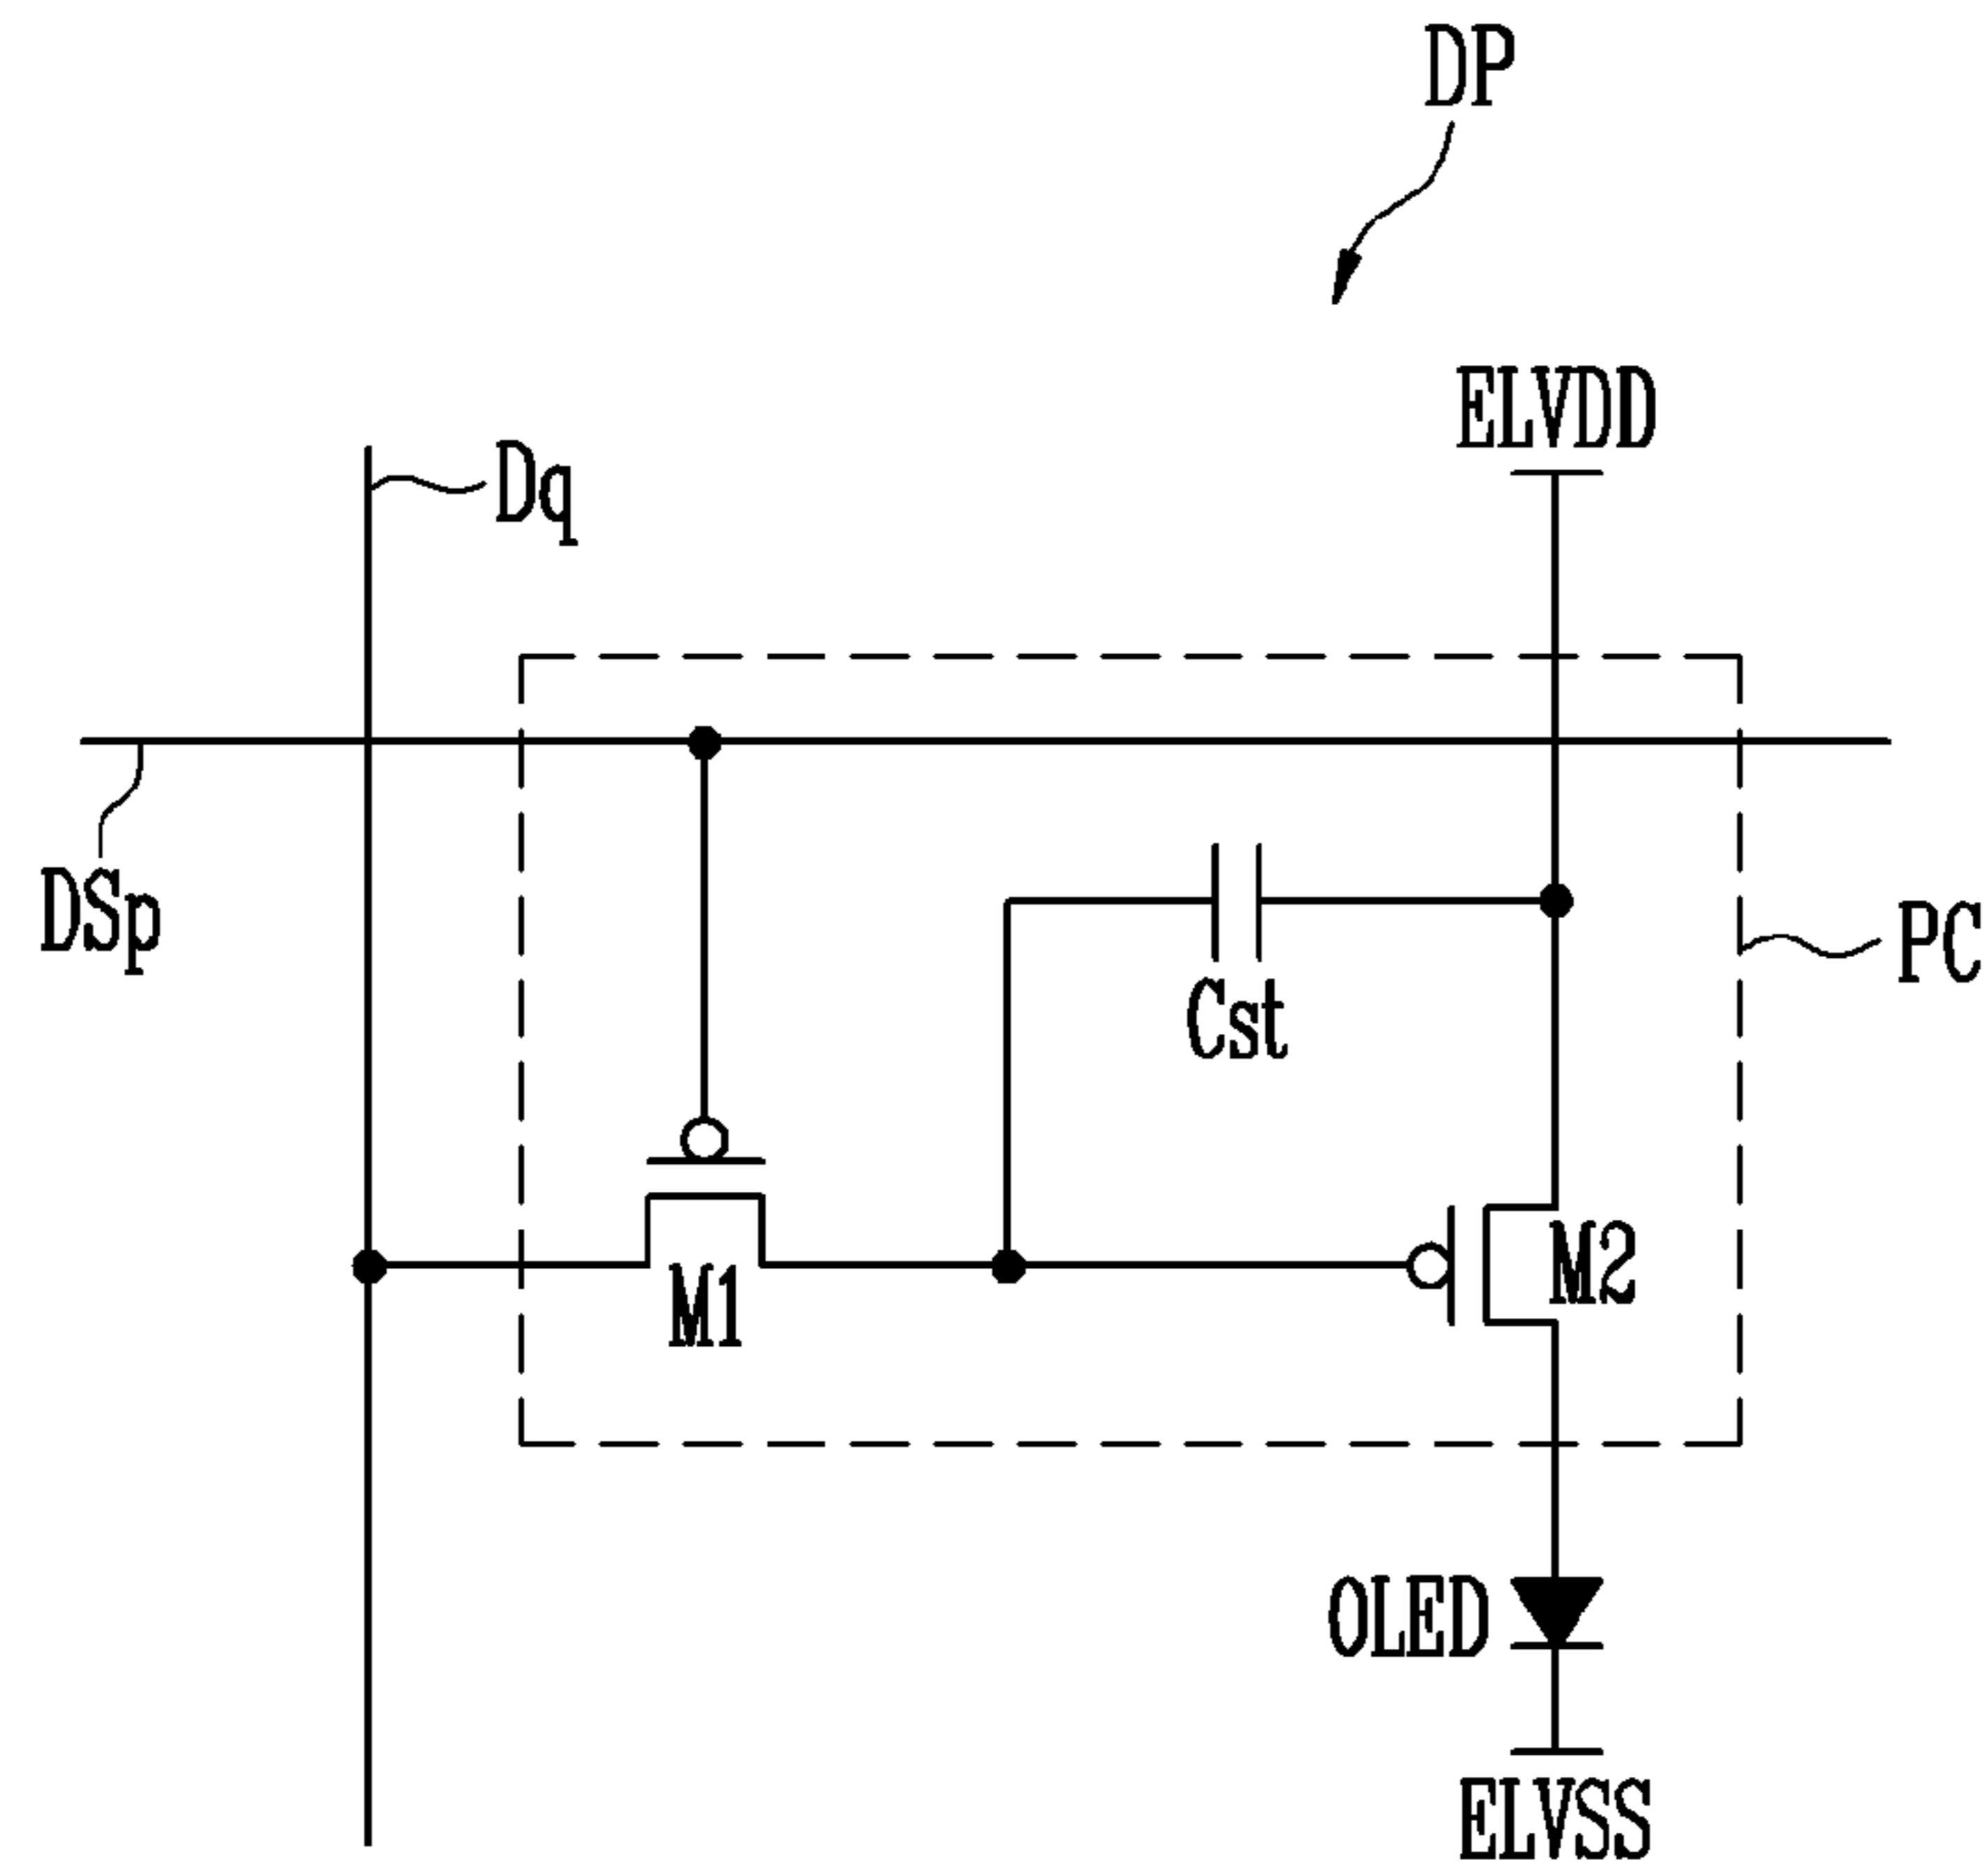 DP
ELVDD
Dq
DSp
PC
Cst
M1
M2
OLED
ELVSS